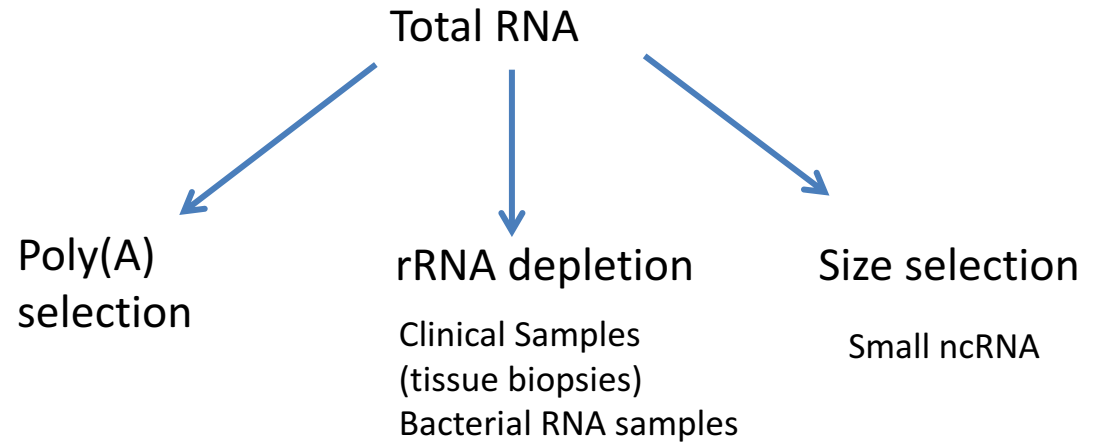 Total RNA
Poly(A)
selection
rRNA depletion
Clinical Samples
(tissue biopsies)
Bacterial RNA samples
Size selection
Small ncRNA